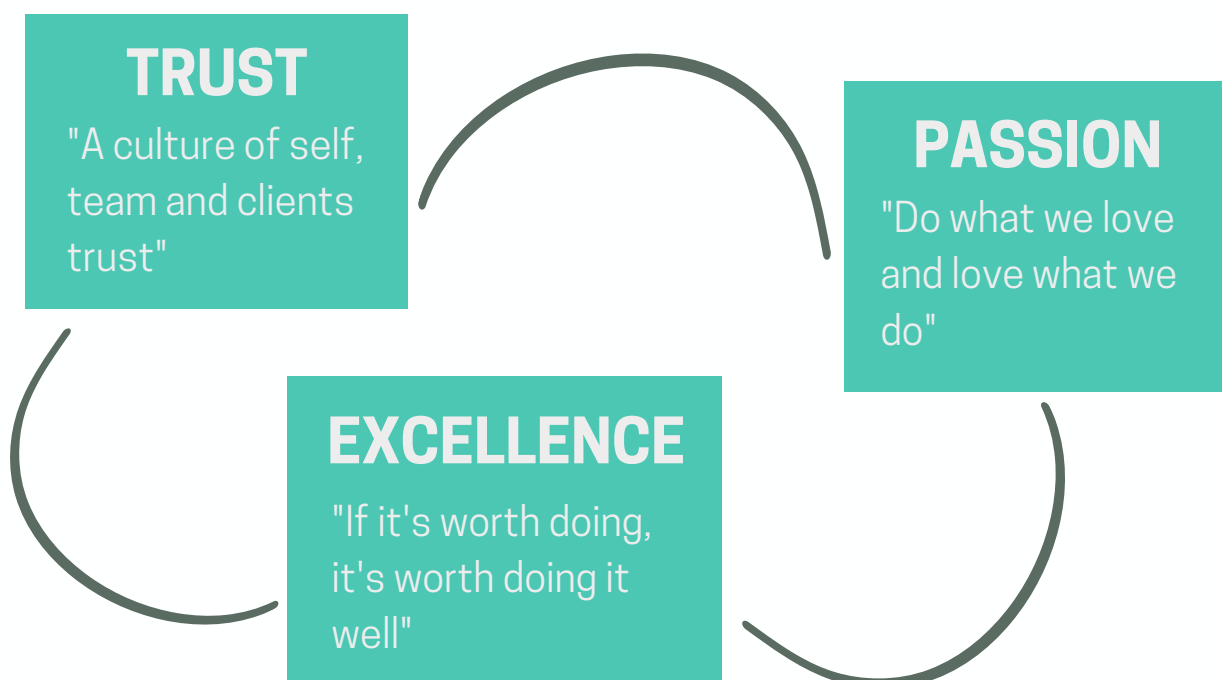 TRUST
"A culture of self,
team and clients
trust"
PASSION
"Do what we love
and love what we
do"
EXCELLENCE
"If it's worth doing,
it's worth doing it
well"